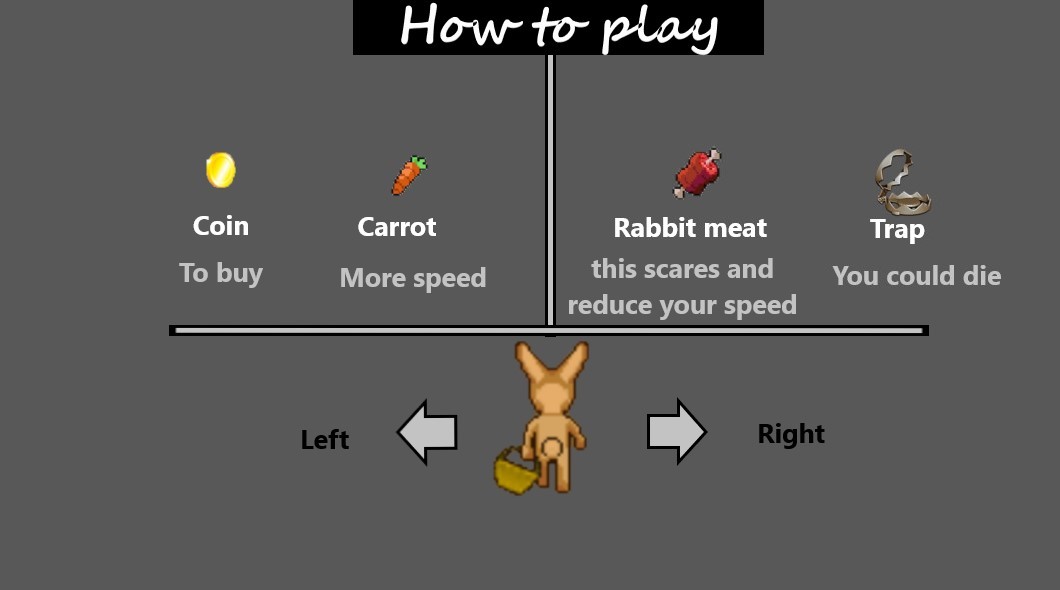 How to play
Coin
To buy
Carrot
More speed
Rabbit meat
this scares and
reduce your speed
Trap
You could die
Left
Right